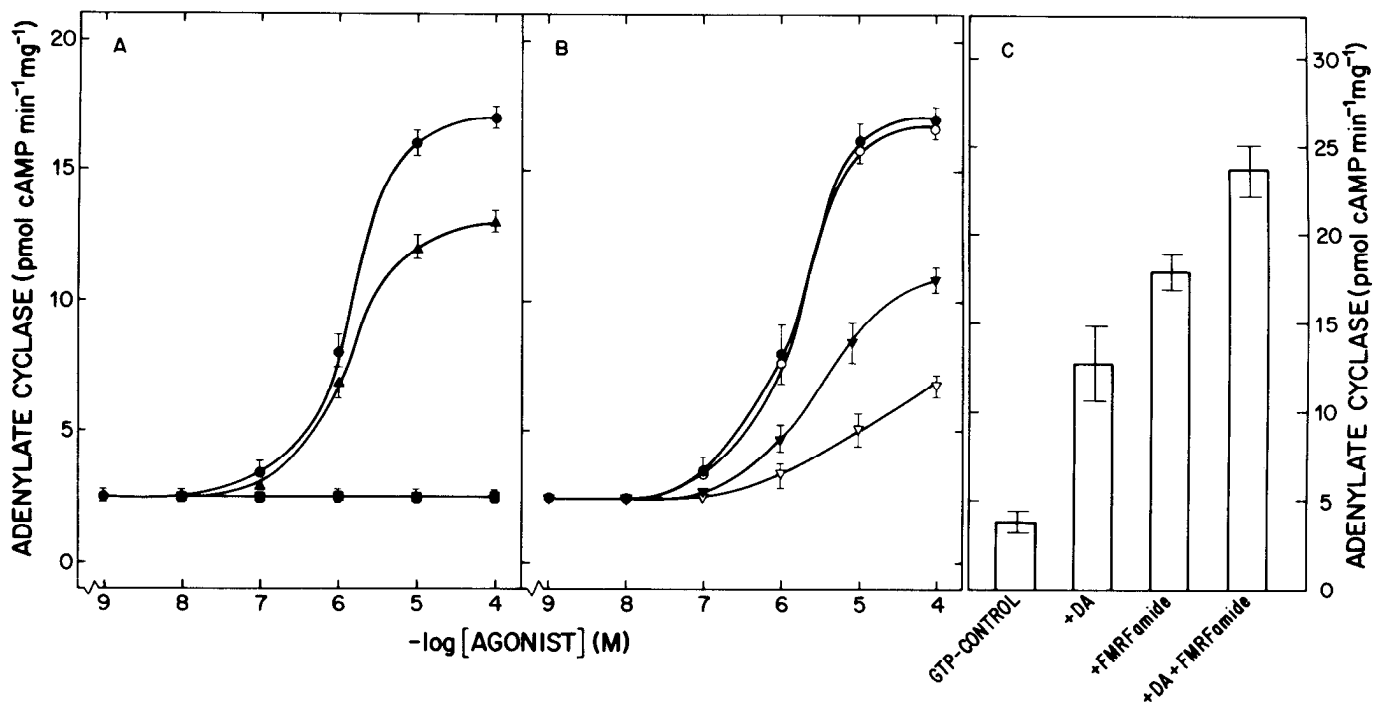 ADENYLATE CYCLASE (pmol cAMP min⁻¹mg⁻¹)
20
15
10
5
0
A
B
C
9 8 7 6 5 4
9 8 7 6 5 4
-log [AGONIST] (M)
GTP-CONTROL
+DA
+FMRFamide
+DA+FMRFamide
30
25
20
15
10
5
0
ADENYLATE CYCLASE (pmol cAMP min⁻¹mg⁻¹)